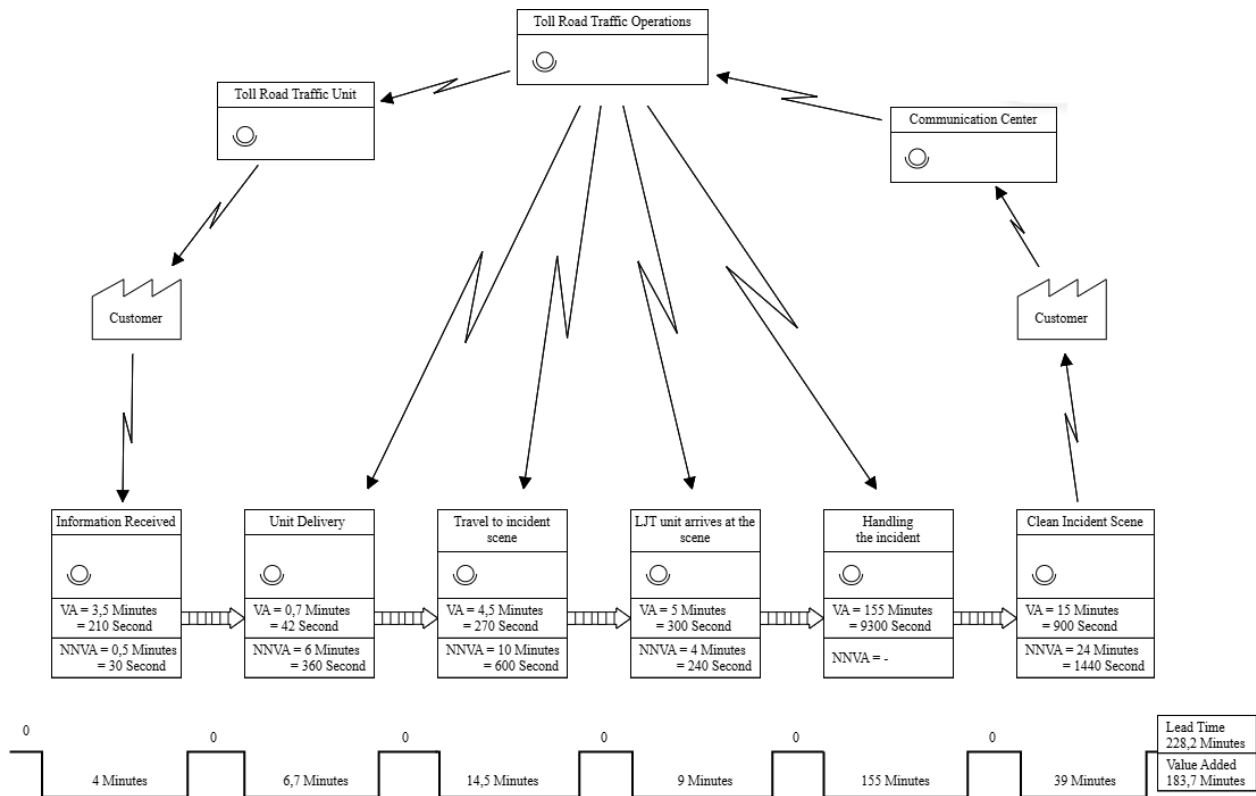 Toll Road Traffic Operations
Toll Road Traffic Unit
Communication Center
Customer
Customer
Information Received
VA = 3,5 Minutes
= 210 Second
NNVA = 0,5 Minutes
= 30 Second
Unit Delivery
VA = 0,7 Minutes
= 42 Second
NNVA = 6 Minutes
= 360 Second
Travel to incident
scene
VA = 4,5 Minutes
= 270 Second
NNVA = 10 Minutes
= 600 Second
LJT unit arrives at the
scene
VA = 5 Minutes
= 300 Second
NNVA = 4 Minutes
= 240 Second
Handling
the incident
VA = 155 Minutes
= 9300 Second
NNVA = -
Clean Incident Scene
VA = 15 Minutes
= 900 Second
NNVA = 24 Minutes
= 1440 Second
0
4 Minutes
0
6,7 Minutes
0
14,5 Minutes
0
9 Minutes
0
155 Minutes
0
39 Minutes
Lead Time
228,2 Minutes
Value Added
183,7 Minutes